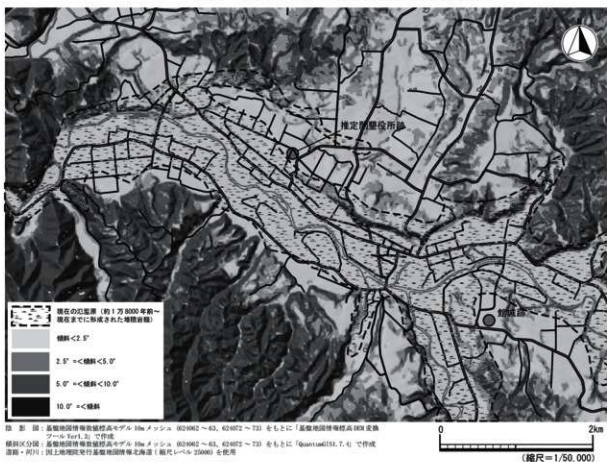 推定開墾役所跡
館城跡
現在の氾濫原（約1万8000年前～
現在までに形成された堆積岩類）
傾斜＜2.5°
2.5° =＜傾斜＜5.0°
5.0° =＜傾斜＜10.0°
10.0° =＜傾斜
陰 影 図：基盤地図情報数値標高モデル10mメッシュ（624062～63、624072～73）をもとに「基盤地図情報標高DEM変換
ツールVer1.3」で作成
傾斜区分図：基盤地図情報数値標高モデル10mメッシュ（624062～63、624072～73）をもとに「QuantumGIS1.7.4」で作成
道路・河川：国土地理院発行基盤地図情報北海道（縮尺レベル25000）を使用
0 2km
（縮尺=1/50,000）